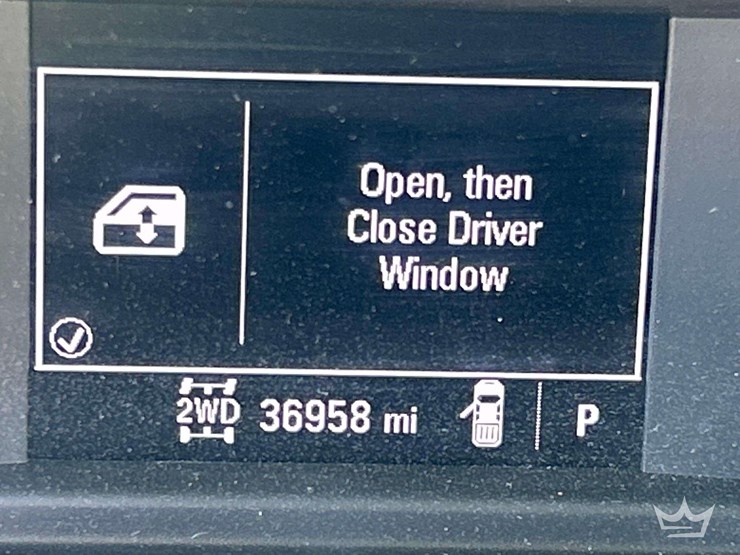 Open, then
Close Driver
Window
2WD 36958 mi P